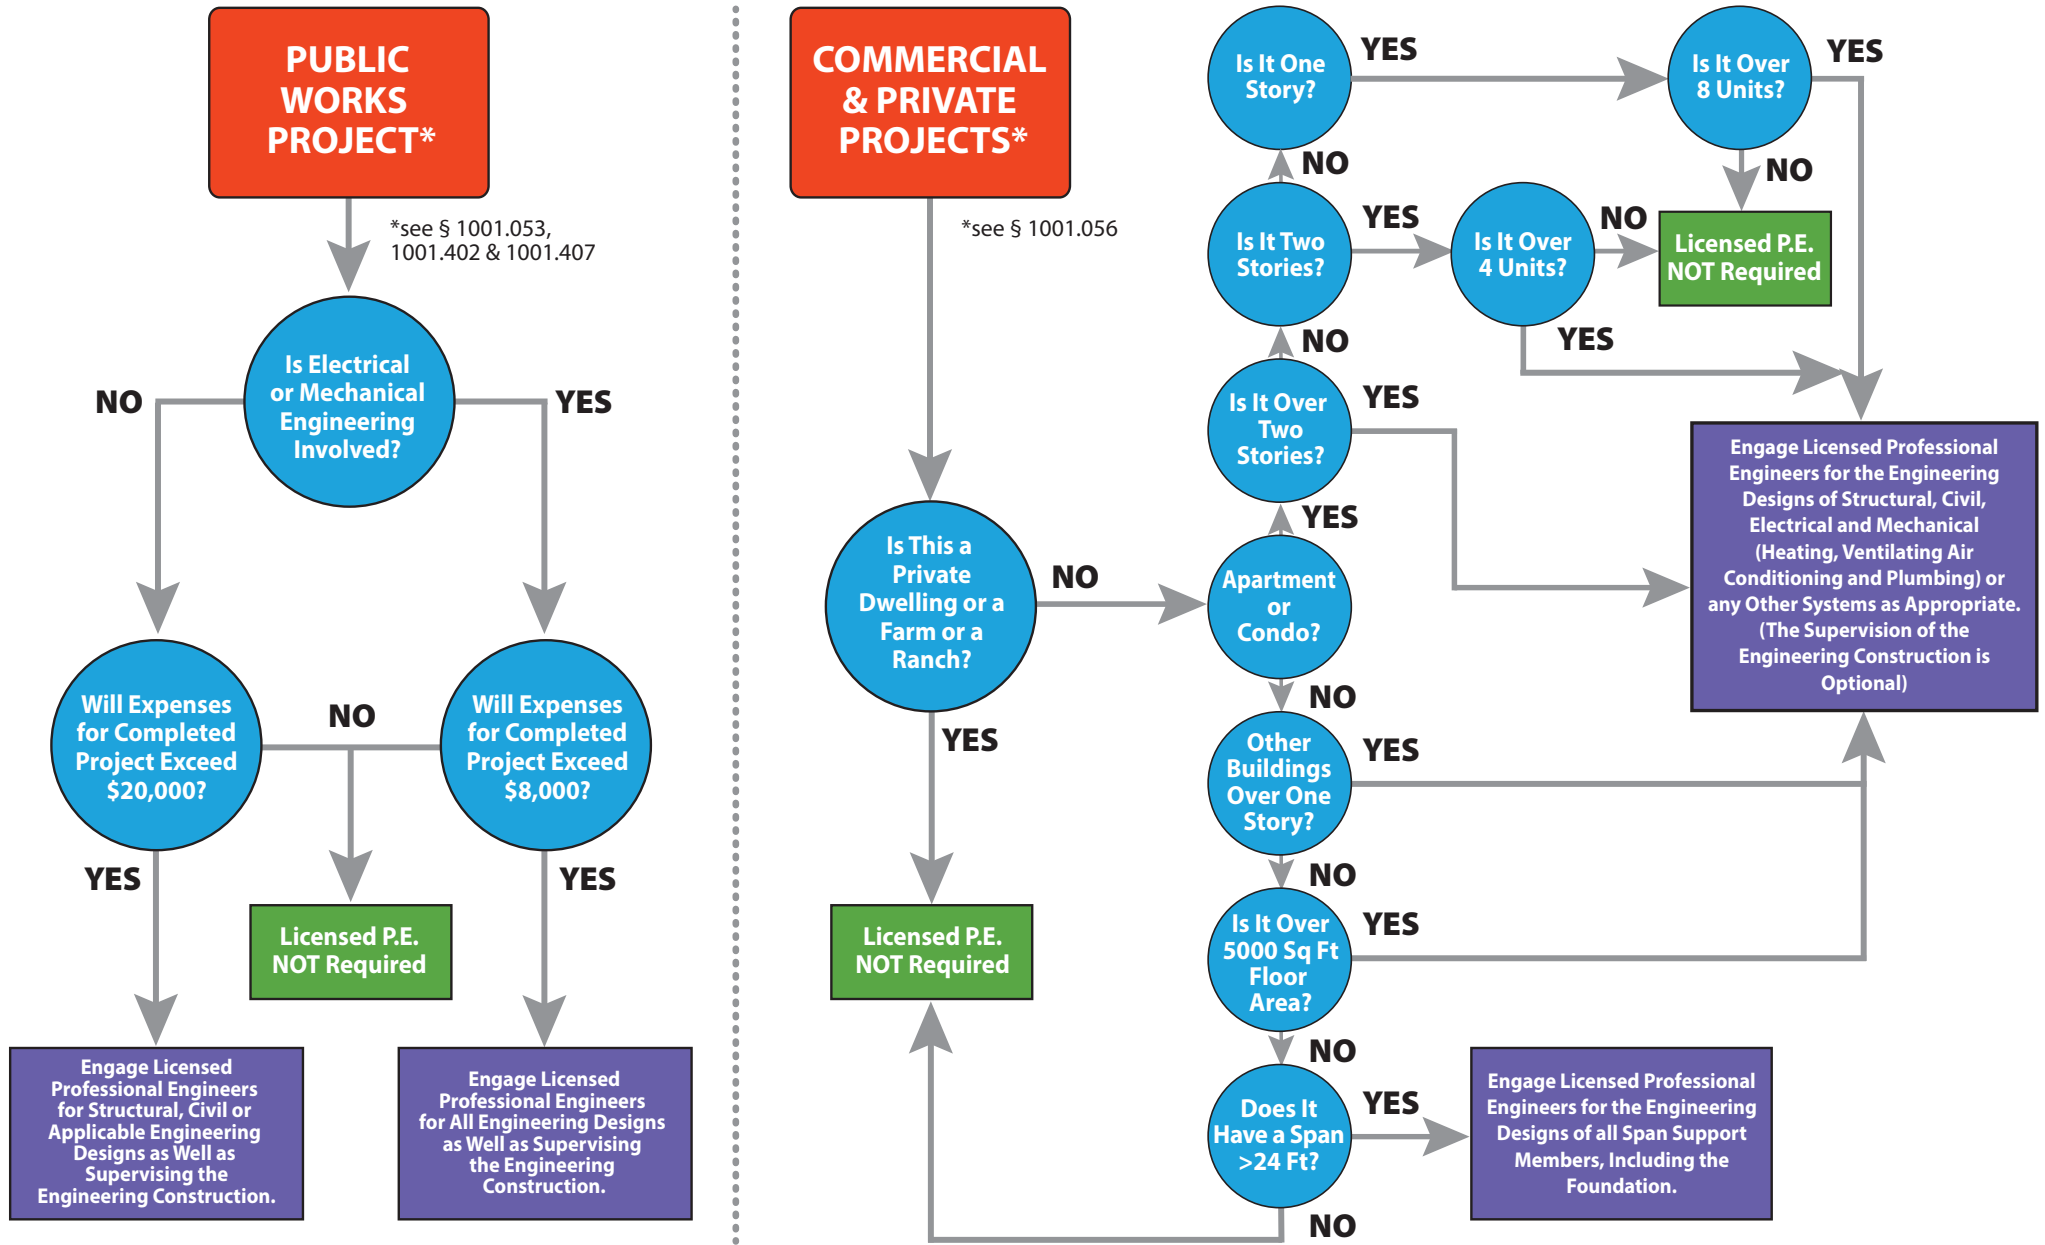 PUBLIC
WORKS
PROJECT*
*see § 1001.053,
1001.402 & 1001.407
Is Electrical
or Mechanical
Engineering
Involved?
NO
YES
Will Expenses
for Completed
Project Exceed
$20,000?
NO
Will Expenses
for Completed
Project Exceed
$8,000?
YES
YES
Licensed P.E.
NOT Required
Engage Licensed
Professional Engineers
for Structural, Civil or
Applicable Engineering
Designs as Well as
Supervising the
Engineering Construction.
Engage Licensed
Professional Engineers
for All Engineering Designs
as Well as Supervising
the Engineering
Construction.
COMMERCIAL
& PRIVATE
PROJECTS*
*see § 1001.056
Is This a
Private
Dwelling or a
Farm or a
Ranch?
NO
YES
Licensed P.E.
NOT Required
Is It One
Story?
YES
Is It Over
8 Units?
YES
NO
NO
Is It Two
Stories?
YES
Is It Over
4 Units?
NO
Licensed P.E.
NOT Required
YES
NO
Is It Over
Two
Stories?
YES
YES
Apartment
or
Condo?
NO
Engage Licensed Professional
Engineers for the Engineering
Designs of Structural, Civil,
Electrical and Mechanical
(Heating, Ventilating Air
Conditioning and Plumbing) or
any Other Systems as Appropriate.
(The Supervision of the
Engineering Construction is
Optional)
Other
Buildings
Over One
Story?
YES
NO
Is It Over
5000 Sq Ft
Floor
Area?
YES
NO
Does It
Have a Span
>24 Ft?
YES
NO
Engage Licensed Professional
Engineers for the Engineering
Designs of all Span Support
Members, Including the
Foundation.